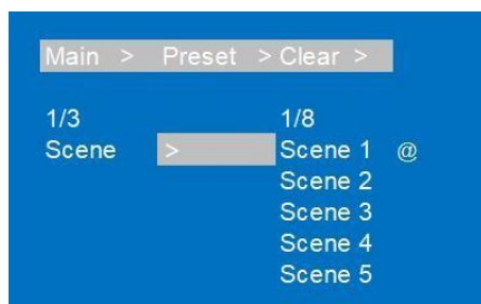 Main > Preset > Clear >
1/3 1/8
Scene > Scene 1 @
Scene 2
Scene 3
Scene 4
Scene 5